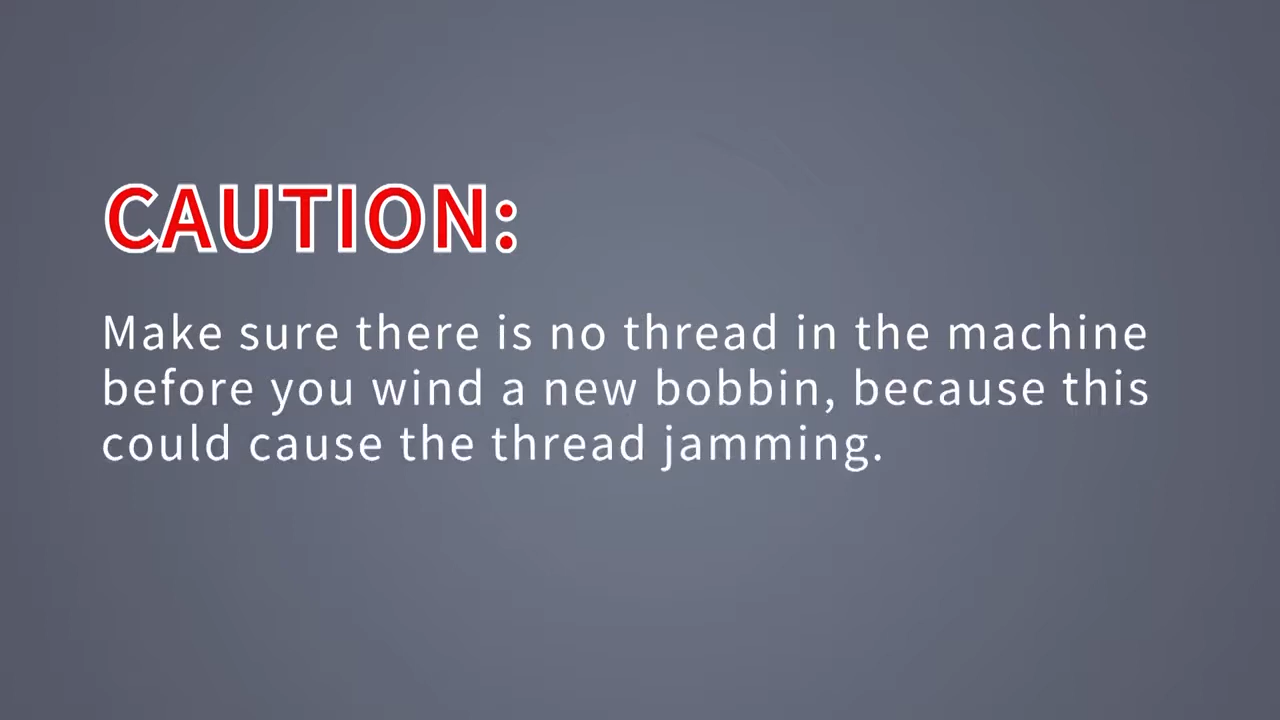 CAUTION:
Make sure there is no thread in the machine
before you wind a new bobbin, because this
could cause the thread jamming.